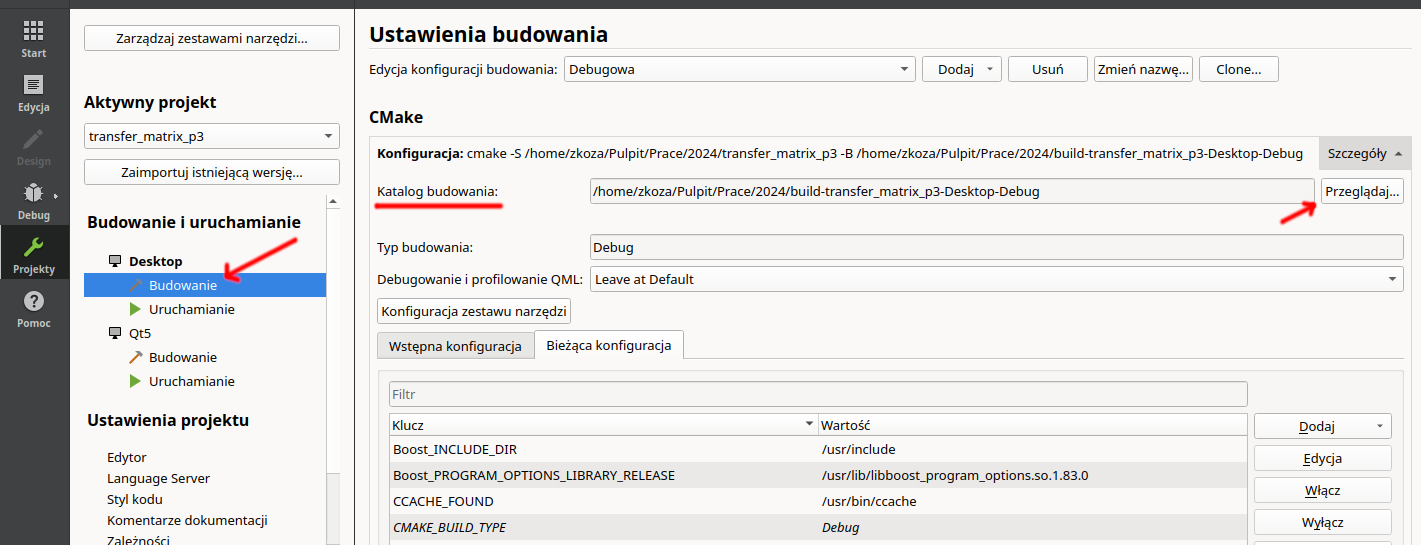 Start
Edycja
Design
Debug
Projekty
Pomoc
Zarządzaj zestawami narzędzi...
Aktywny projekt
transfer_matrix_p3
Zaimportuj istniejącą wersję...
Budowanie i uruchamianie
Desktop
Budowanie
Uruchamianie
Qt5
Budowanie
Uruchamianie
Ustawienia projektu
Edytor
Language Server
Styl kodu
Komentarze dokumentacji
Zależności
Ustawienia budowania
Edycja konfiguracji budowania: Debugowa Dodaj Usuń Zmień nazwę... Clone...
CMake
Konfiguracja: cmake -S /home/zkoza/Pulpit/Prace/2024/transfer_matrix_p3 -B /home/zkoza/Pulpit/Prace/2024/build-transfer_matrix_p3-Desktop-Debug Szczegóły
Katalog budowania: /home/zkoza/Pulpit/Prace/2024/build-transfer_matrix_p3-Desktop-Debug Przeglądaj...
Typ budowania: Debug
Debugowanie i profilowanie QML: Leave at Default
Konfiguracja zestawu narzędzi
Wstępna konfiguracja Bieżąca konfiguracja
Filtr
Klucz Wartość Dodaj
Boost_INCLUDE_DIR /usr/include Edycja
Boost_PROGRAM_OPTIONS_LIBRARY_RELEASE /usr/lib/libboost_program_options.so.1.83.0 Włącz
CCACHE_FOUND /usr/bin/ccache
CMAKE_BUILD_TYPE Debug Wyłącz